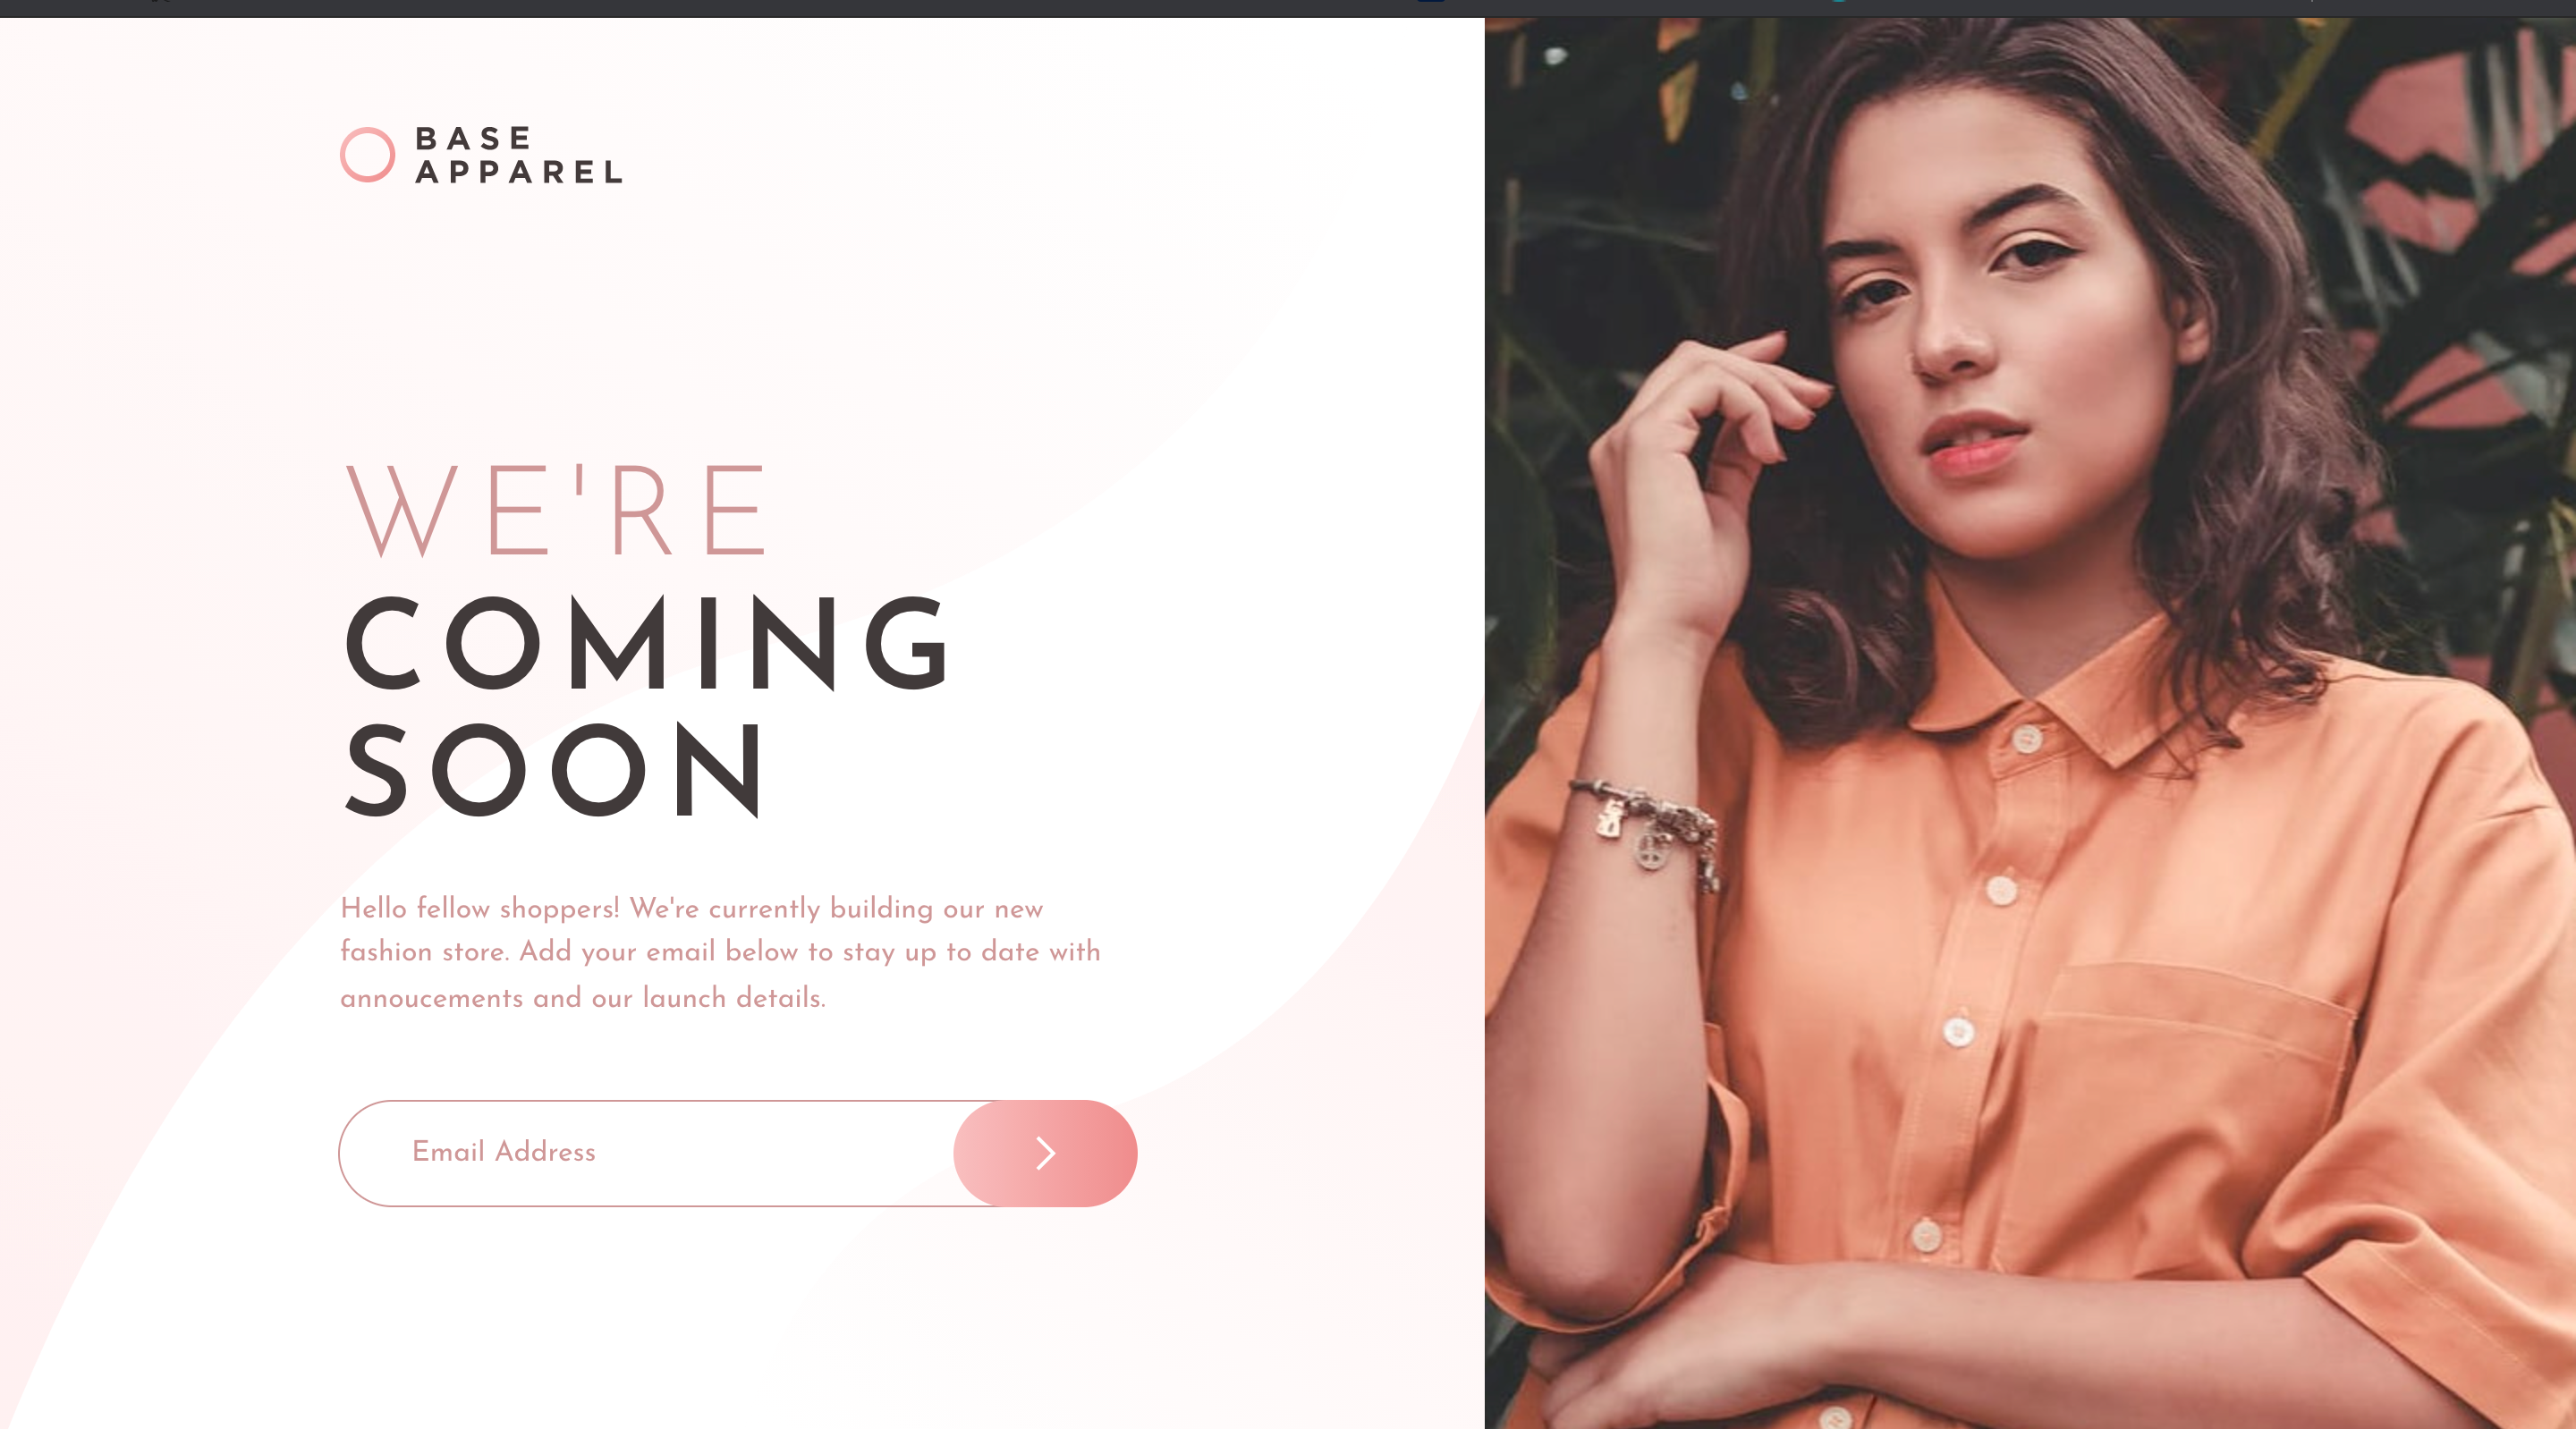 BASE
APPAREL
WE'RE
COMING
SOON
Hello fellow shoppers! We're currently building our new
fashion store. Add your email below to stay up to date with
annoucements and our launch details.
Email Address